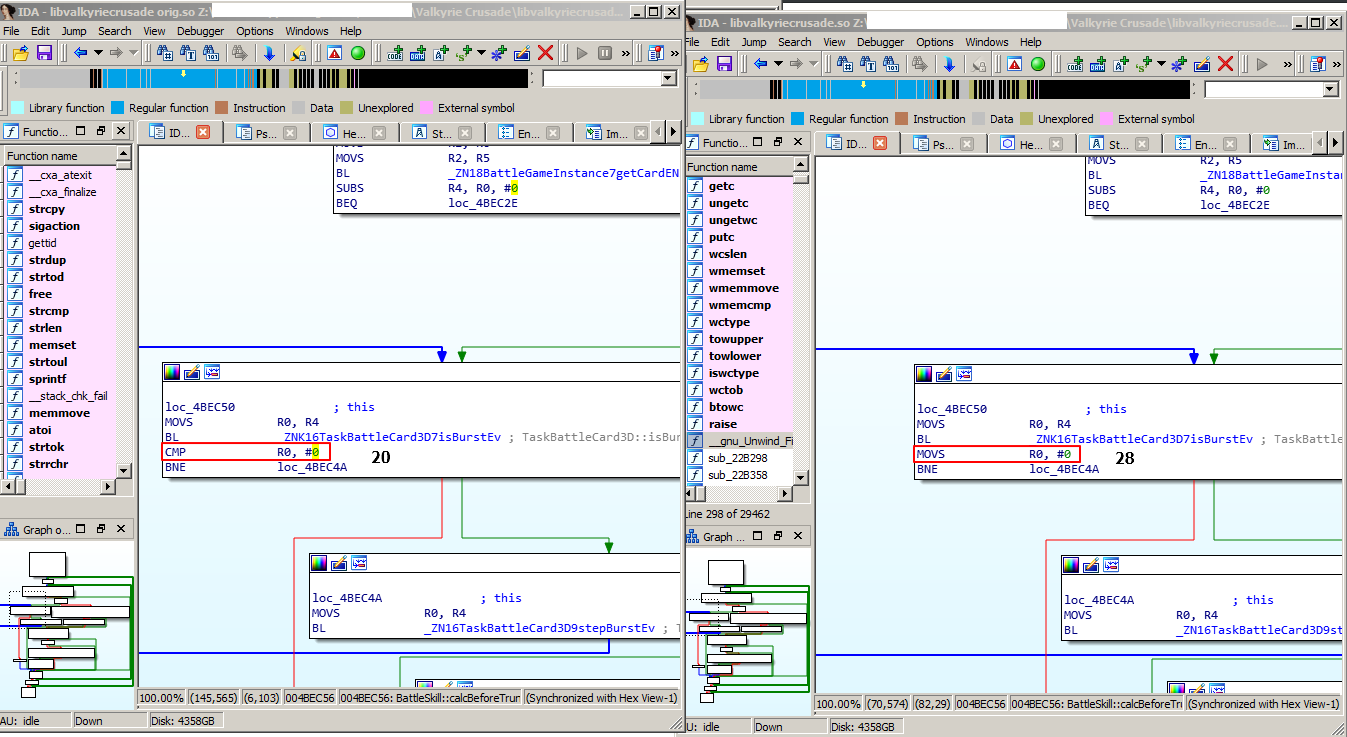 IDA - libvalkyriecrusade orig.so Z:\ \Valkyrie Crusade\libvalkyriecrusade...
File Edit Jump Search View Debugger Options Windows Help
Library function Regular function Instruction Data Unexplored External symbol
Functio... ID... Ps... He... St... En... Im...
Function name
__cxa_atexit
__cxa_finalize
strcpy
sigaction
gettid
strdup
strtod
free
strcmp
strlen
memset
strtoul
sprintf
__stack_chk_fail
memmove
atoi
strtok
strrchr
MOVS R2, R5
BL _ZN18BattleGameInstance7getCardEN
SUBS R4, R0, #0
BEQ loc_4BEC2E
loc_4BEC50 ; this
MOVS R0, R4
BL _ZNK16TaskBattleCard3D7isBurstEv ; TaskBattleCard3D::isBur
CMP R0, #0 20
BNE loc_4BEC4A
Graph o...
loc_4BEC4A ; this
MOVS R0, R4
BL _ZN16TaskBattleCard3D9stepBurstEv ; T
100.00% (145,565) (6,103) 004BEC56 004BEC56: BattleSkill::calcBeforeTrun (Synchronized with Hex View-1)
AU: idle Down Disk: 4358GB
IDA - libvalkyriecrusade.so Z:\ \Valkyrie Crusade\libvalkyriecrusade....
File Edit Jump Search View Debugger Options Windows Help
Library function Regular function Instruction Data Unexplored External symbol
Functio... ID... Ps... He... St... En... Im...
Function name
getc
ungetc
ungetwc
putc
wcslen
wmemset
wmemmove
wmemcmp
wctype
towupper
towlower
iswctype
wctob
btowc
raise
__gnu_Unwind_Fi
sub_22B298
sub_22B358
Line 298 of 29462
MOVS R2, R5
BL _ZN18BattleGameInstan
SUBS R4, R0, #0
BEQ loc_4BEC2E
loc_4BEC50 ; this
MOVS R0, R4
BL _ZNK16TaskBattleCard3D7isBurstEv ; TaskBattleCar
MOVS R0, #0 28
BNE loc_4BEC4A
Graph ...
loc_4BEC4A ; this
MOVS R0, R4
BL _ZN16TaskBattleCard3D9st
100.00% (70,574) (82,29) 004BEC56 004BEC56: BattleSkill::calcBeforeTrun (Synchronized with Hex View-1)
U: idle Down Disk: 4358GB